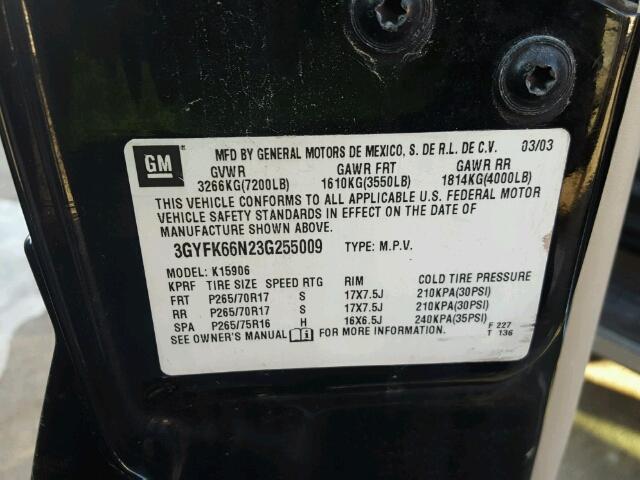 GM
MFD BY GENERAL MOTORS DE MEXICO, S. DE R.L. DE C.V. 03/03
GVWR GAWR FRT GAWR RR
3266KG(7200LB) 1610KG(3550LB) 1814KG(4000LB)
THIS VEHICLE CONFORMS TO ALL APPLICABLE U.S. FEDERAL MOTOR
VEHICLE SAFETY STANDARDS IN EFFECT ON THE DATE OF
MANUFACTURE SHOWN ABOVE.
3GYFK66N23G255009 TYPE: M.P.V.
MODEL: K15906
KPRF TIRE SIZE SPEED RTG RIM COLD TIRE PRESSURE
FRT P265/70R17 S 17X7.5J 210KPA(30PSI)
RR P265/70R17 S 17X7.5J 210KPA(30PSI)
SPA P265/75R16 H 16X6.5J 240KPA(35PSI)
SEE OWNER'S MANUAL FOR MORE INFORMATION.
F 227
T 136